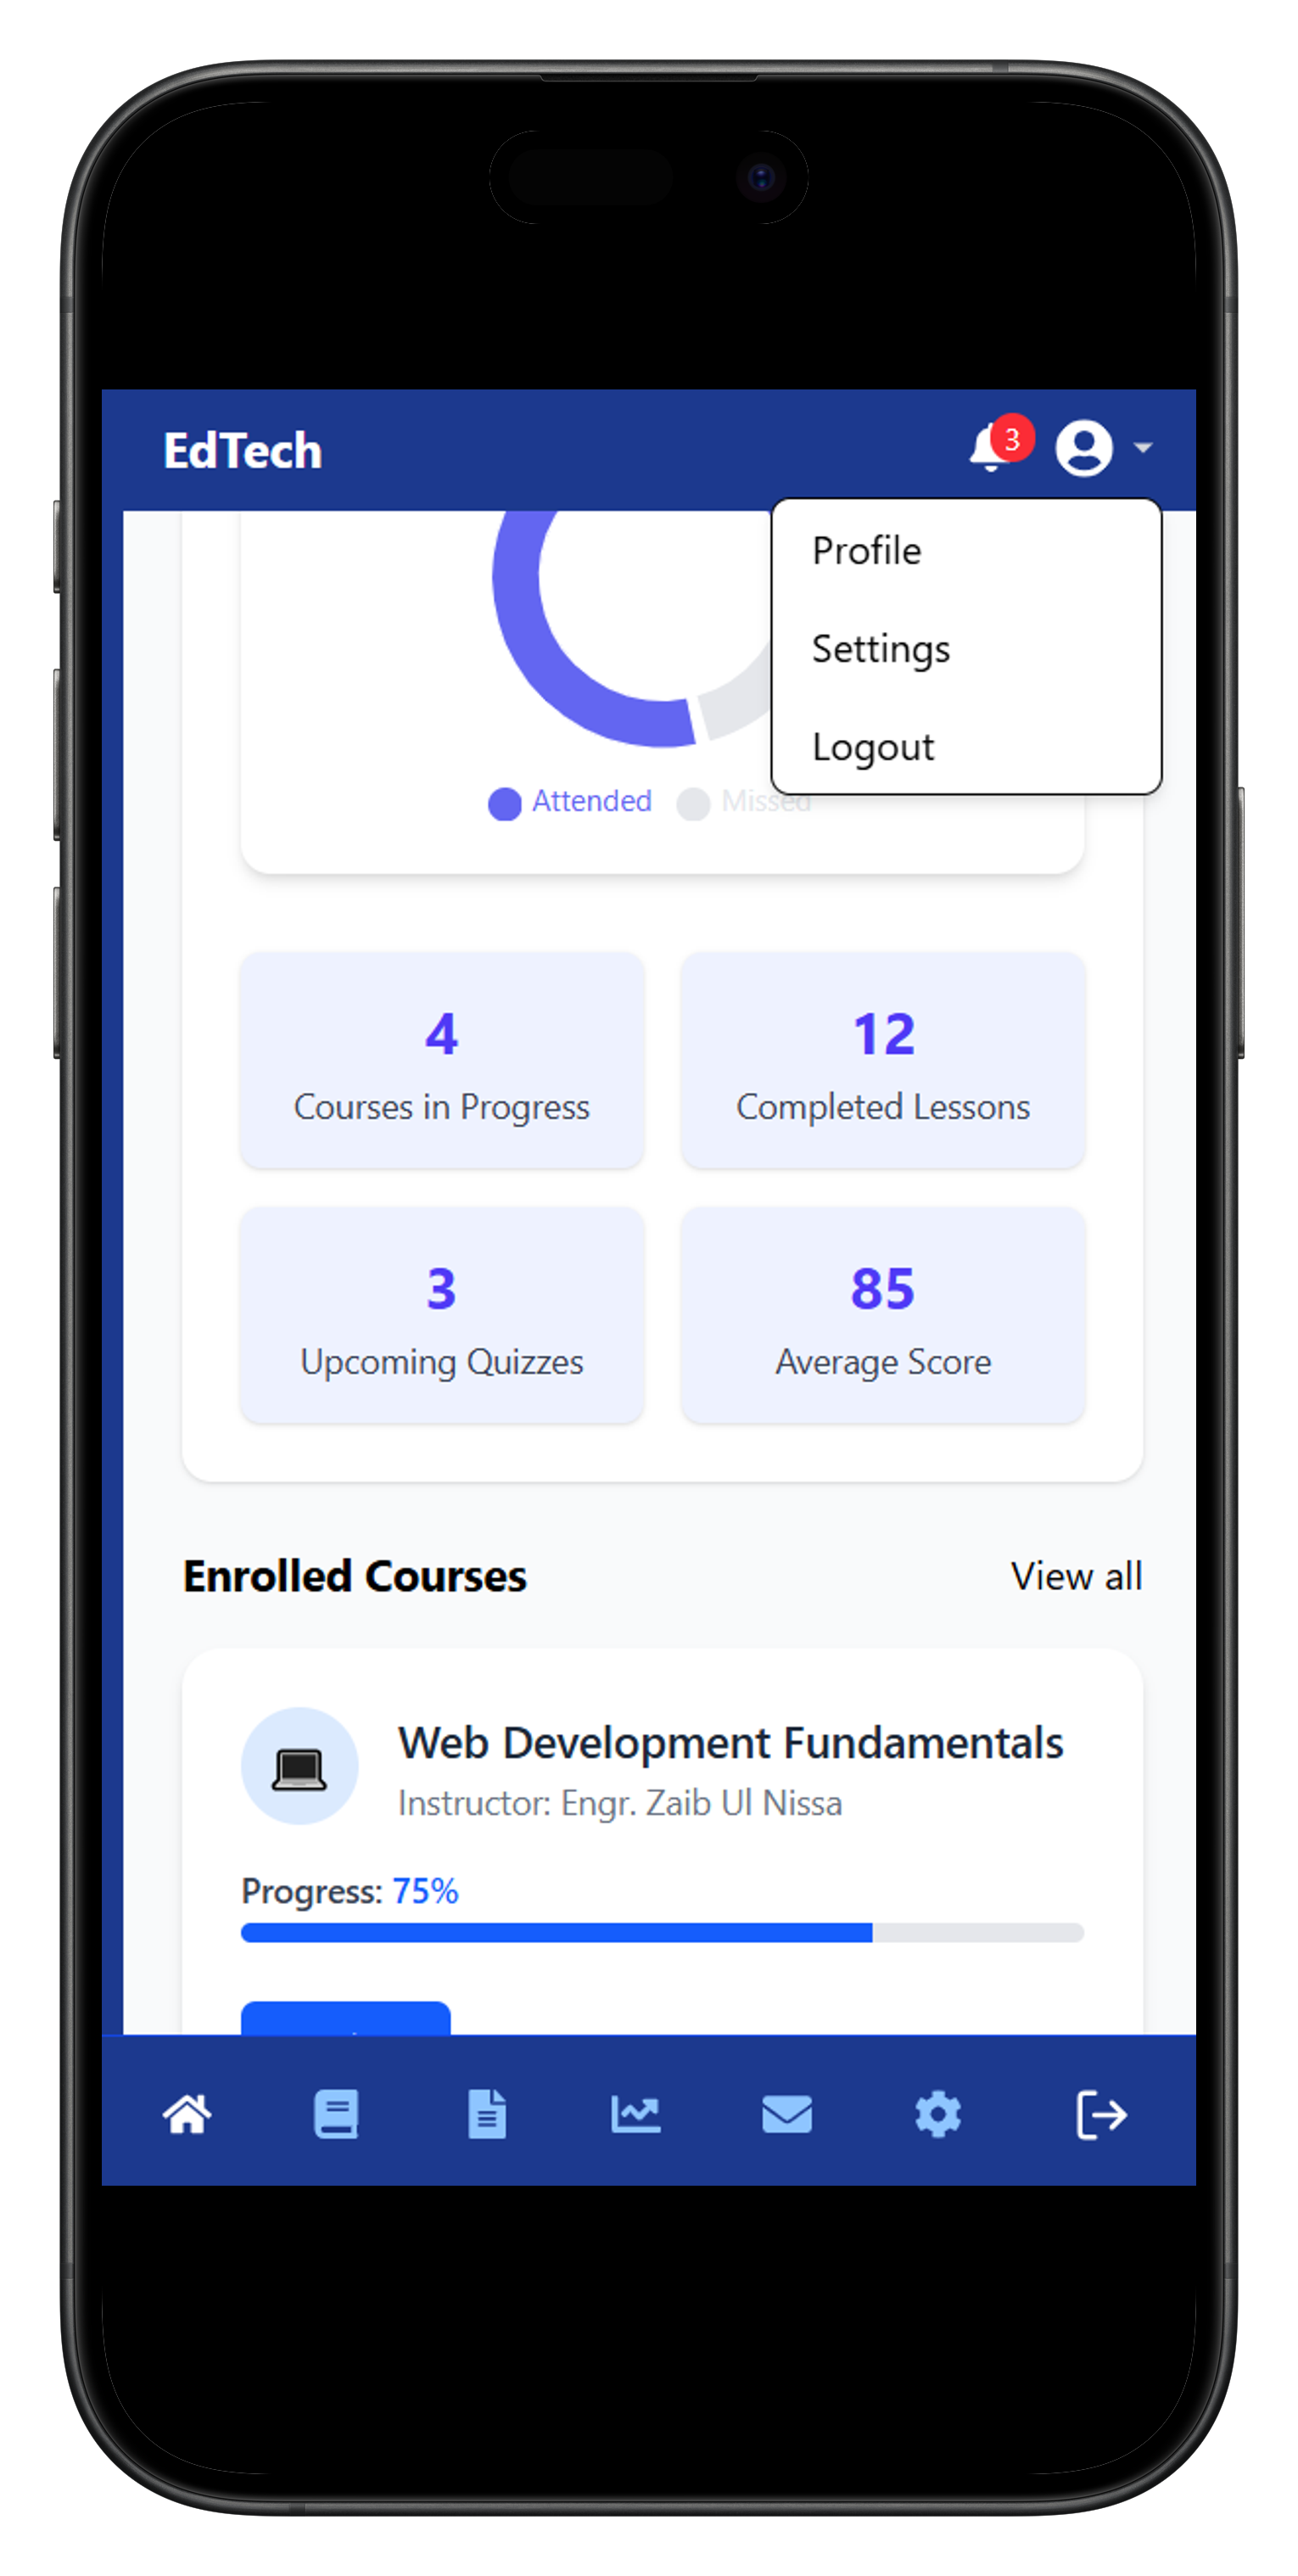 EdTech
3
Profile
Settings
Logout
Attended Missed
4
Courses in Progress
12
Completed Lessons
3
Upcoming Quizzes
85
Average Score
Enrolled Courses
View all
Web Development Fundamentals
Instructor: Engr. Zaib Ul Nissa
Progress: 75%